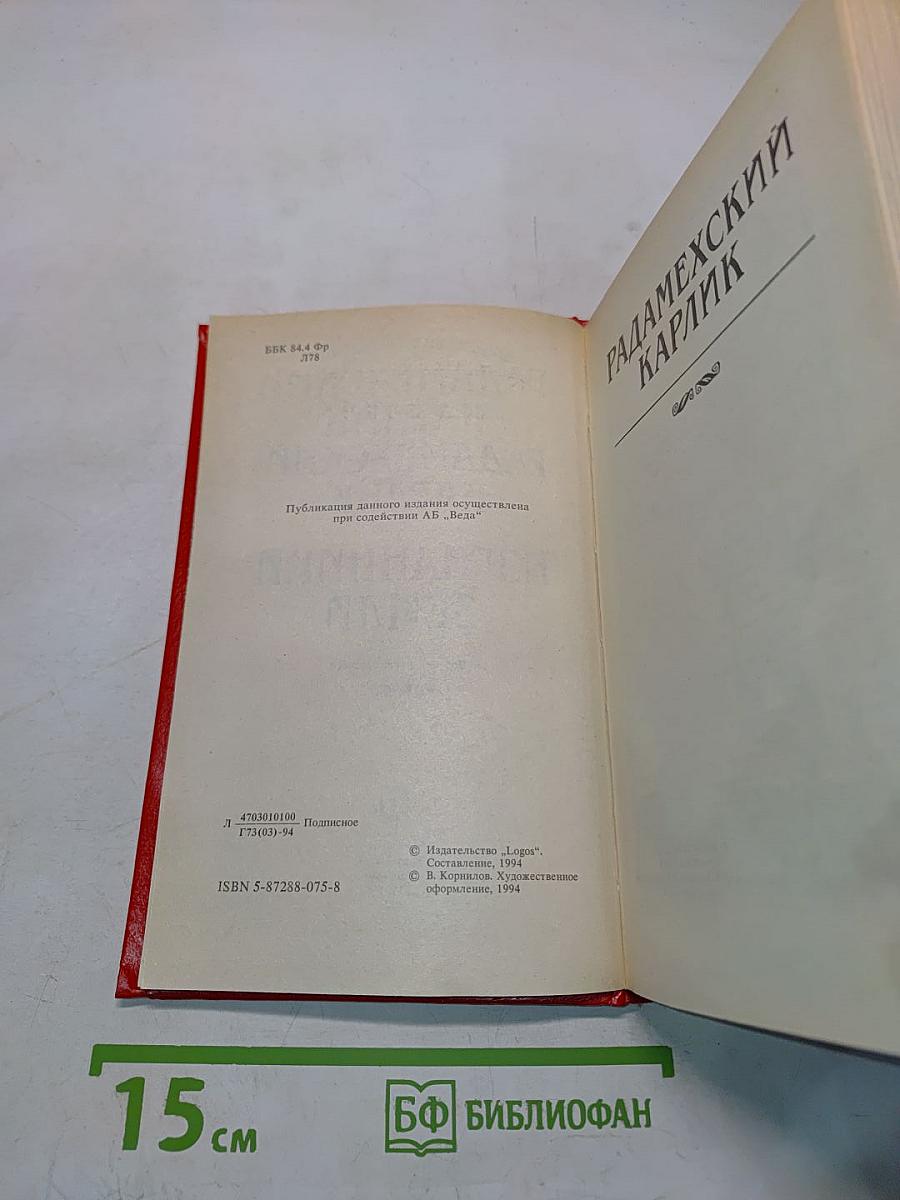 ББК 84.4 Фр
Л78
Публикация данного издания осуществлена
при содействии АБ „Веда“
Л 4703010100 Подписное
Г73(03)-94
ISBN 5-87288-075-8
© Издательство „Logos“.
Составление, 1994
© В. Корнилов. Художественное
оформление, 1994
РАДАМЕХСКИЙ
КАРЛИК
15 см
БФ БИБЛИОФАН